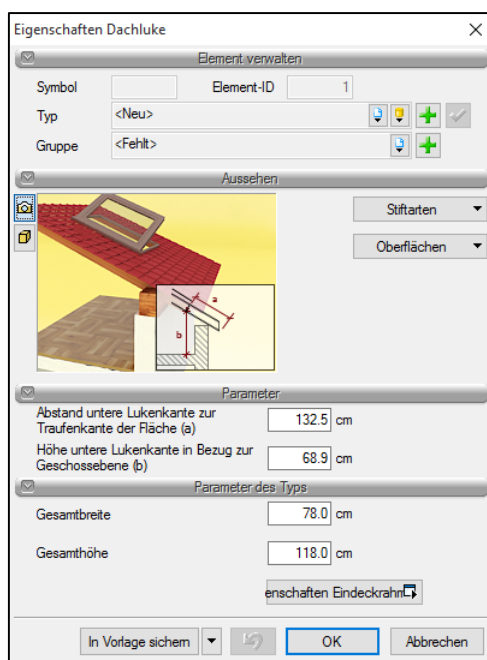 Eigenschaften Dachluke
Element verwalten
Symbol Element-ID 1
Typ <Neu>
Gruppe <Fehlt>
Aussehen
Stiftarten
Oberflächen
a
b
Parameter
Abstand untere Lukenkante zur
Traufenkante der Fläche (a) 132.5 cm
Höhe untere Lukenkante in Bezug zur
Geschossebene (b) 68.9 cm
Parameter des Typs
Gesamtbreite 78.0 cm
Gesamthöhe 118.0 cm
enschaften Eindeckrahm
In Vorlage sichern OK Abbrechen